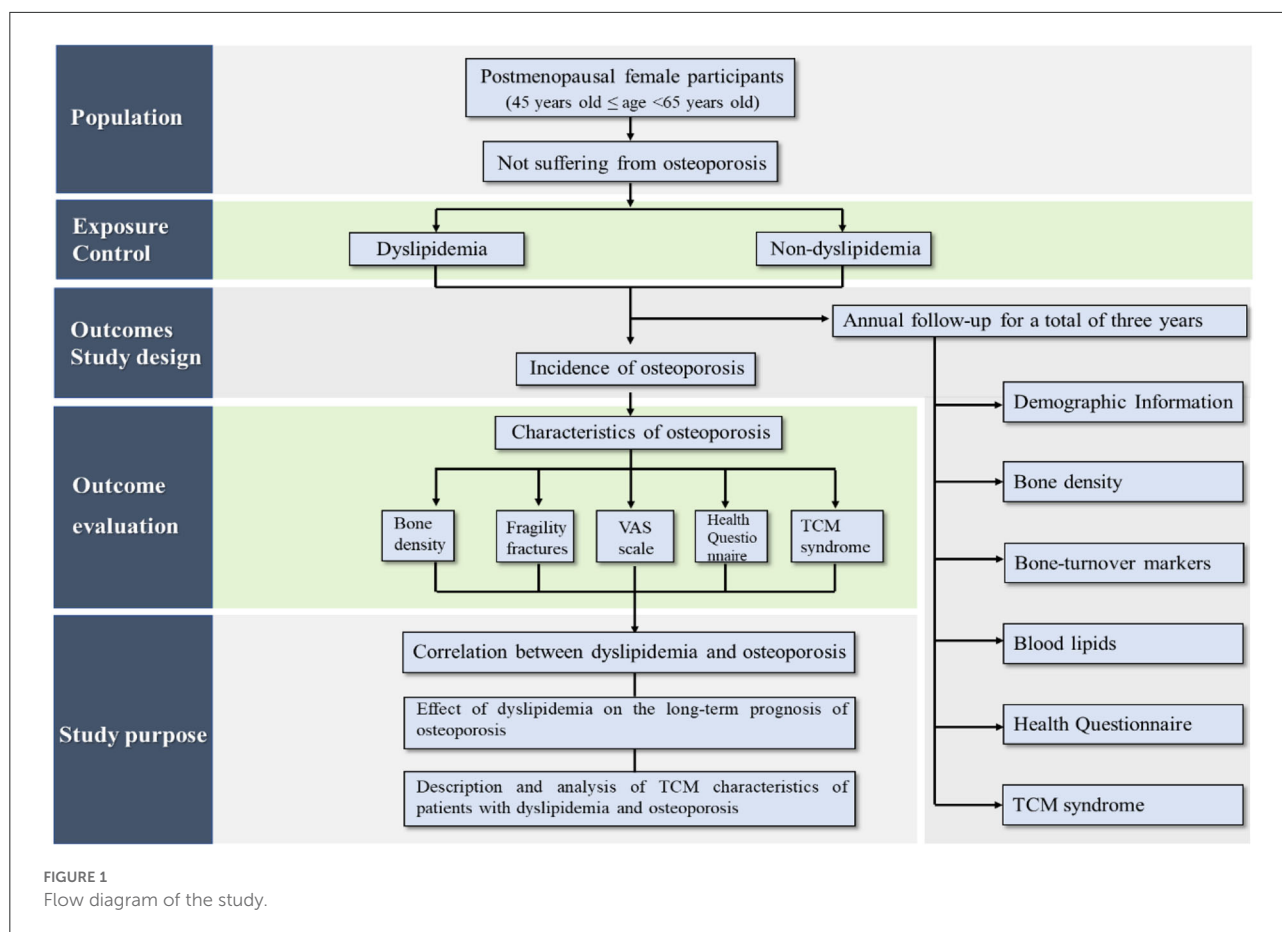 Population
Postmenopausal female participants
(45 years old ≤ age <65 years old)
Not suffering from osteoporosis
Exposure
Control
Dyslipidemia
Non-dyslipidemia
Outcomes
Study design
Annual follow-up for a total of three years
Incidence of osteoporosis
Demographic Information
Bone density
Bone-turnover markers
Blood lipids
Health Questionnaire
TCM syndrome
Outcome
evaluation
Characteristics of osteoporosis
Bone
density
Fragility
fractures
VAS
scale
Health
Questio
nnaire
TCM
syndrome
Study purpose
Correlation between dyslipidemia and osteoporosis
Effect of dyslipidemia on the long-term prognosis of
osteoporosis
Description and analysis of TCM characteristics of
patients with dyslipidemia and osteoporosis
FIGURE 1
Flow diagram of the study.